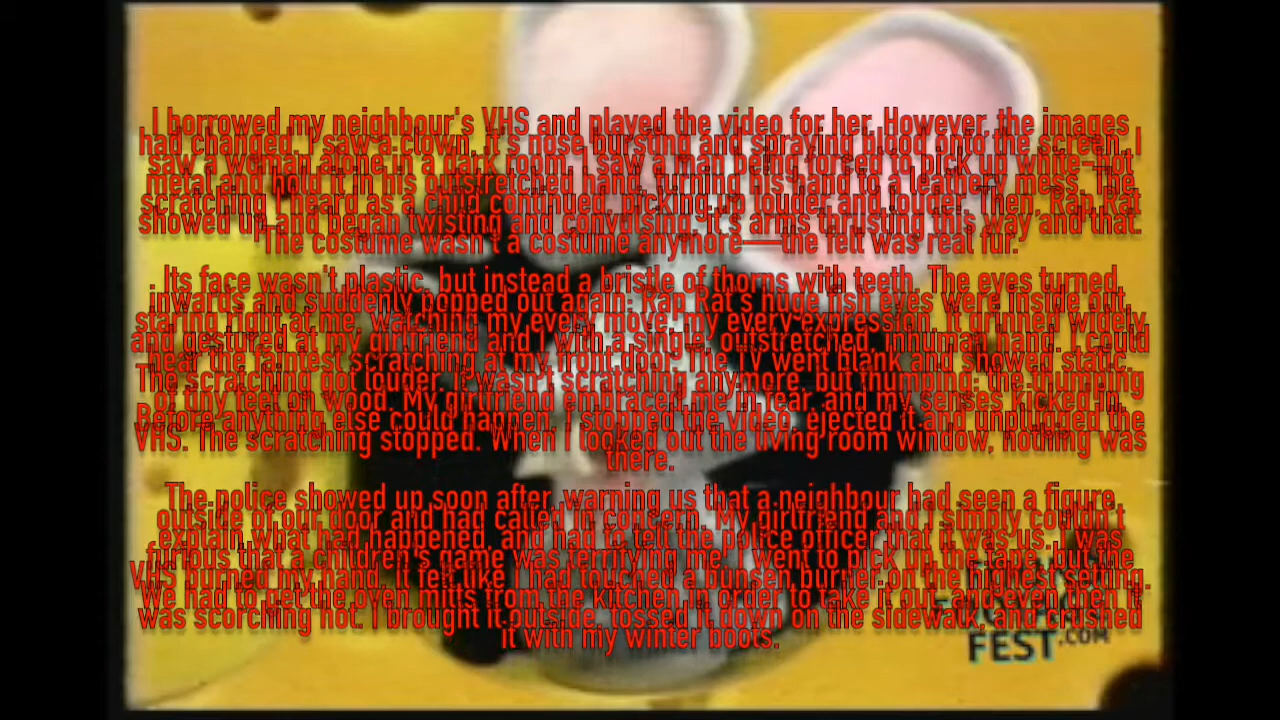 I borrowed my neighbour's VHS and played the video for her. However, the images
had changed. I saw a clown, it's nose bursting and spraying blood onto the screen. I
saw a woman alone in a dark room. I saw a man being forced to pick up white-hot
metal and hold it in his outstretched hand, turning his hand to a leathery mess. The
scratching I heard as a child continued, picking up louder and louder. Then, Rap Rat
showed up and began twisting and convulsing, it's arms thrusting this way and that.
The costume wasn't a costume anymore—the felt was real fur.
. Its face wasn't plastic, but instead a bristle of thorns with teeth. The eyes turned
inwards and suddenly popped out again: Rap Rat's huge fish eyes were inside out,
staring right at me, watching my every move, my every expression. It grinned widely
and gestured at my girlfriend and I with a single outstretched, inhuman hand. I could
hear the faintest scratching at my front door. The TV went blank and showed static.
The scratching got louder. It wasn't scratching anymore, but thumping: the thumping
of tiny feet on wood. My girlfriend embraced me in fear, and my senses kicked in.
Before anything else could happen, I stopped the video, ejected it and unplugged the
VHS. The scratching stopped. When I looked out the living room window, nothing was
there.
The police showed up soon after, warning us that a neighbour had seen a figure
outside of our door and had called in concern. My girlfriend and I simply couldn't
explain what had happened, and had to tell the police officer that it was us. I was
furious that a children's game was terrifying me. I went to pick up the tape, but the
VHS burned my hand. It felt like I had touched a bunsen burner on the highest setting.
We had to get the oven mitts from the kitchen in order to take it out, and even then it
was scorching hot. I brought it outside, tossed it down on the sidewalk, and crushed
it with my winter boots.
FEST.COM